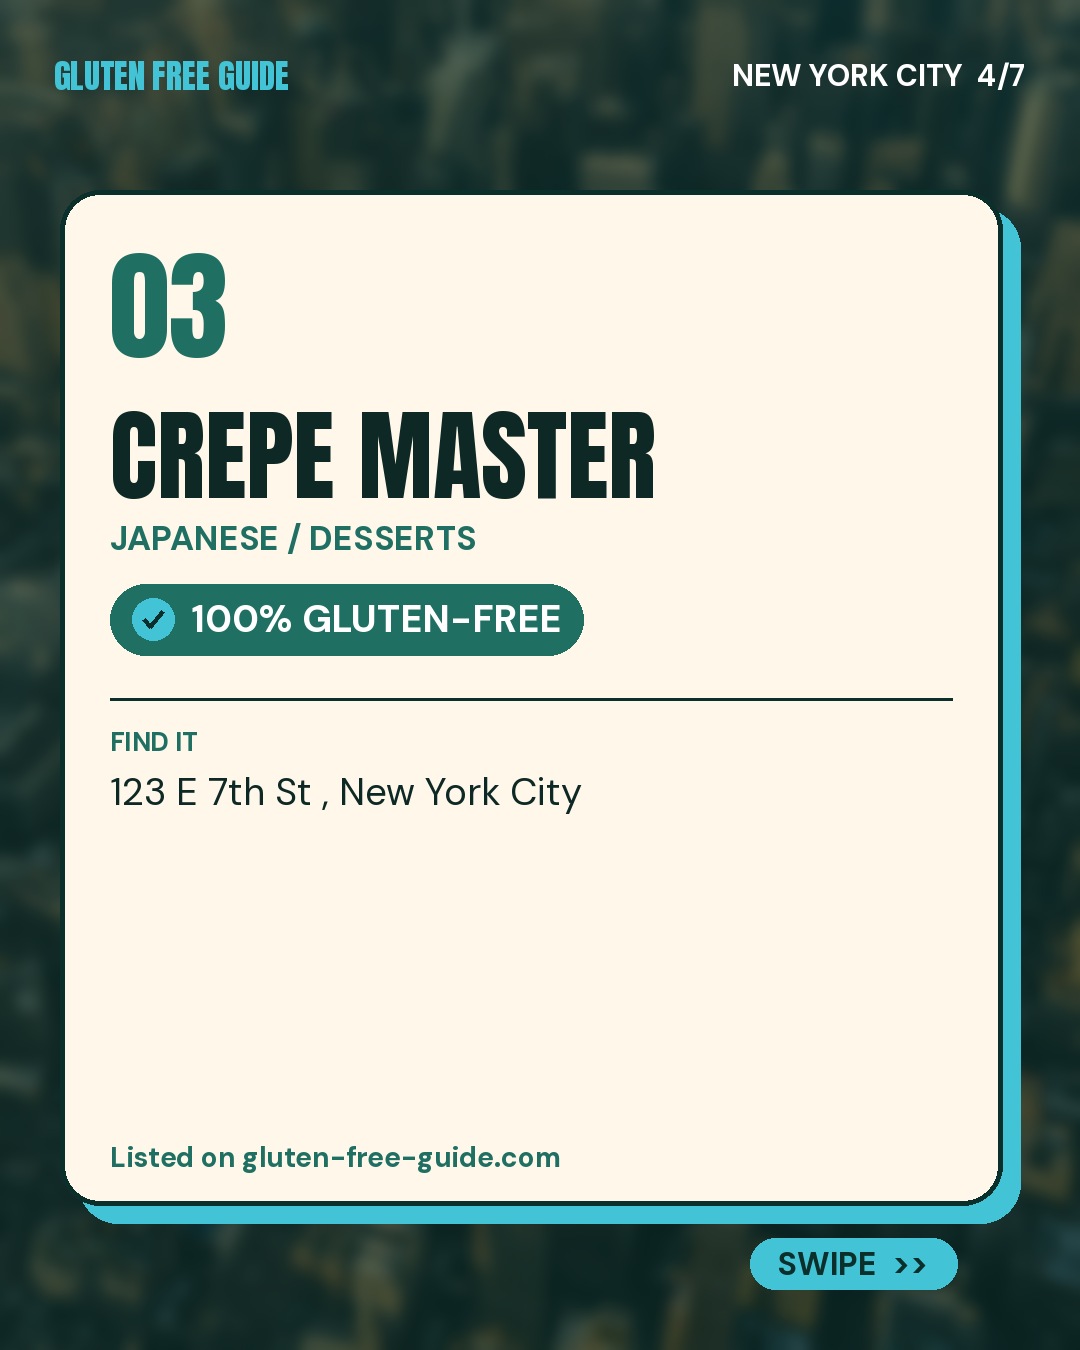 GLUTEN FREE GUIDE
NEW YORK CITY 4/7
03
CREPE MASTER
JAPANESE / DESSERTS
100% GLUTEN-FREE
FIND IT
123 E 7th St , New York City
Listed on gluten-free-guide.com
SWIPE >>